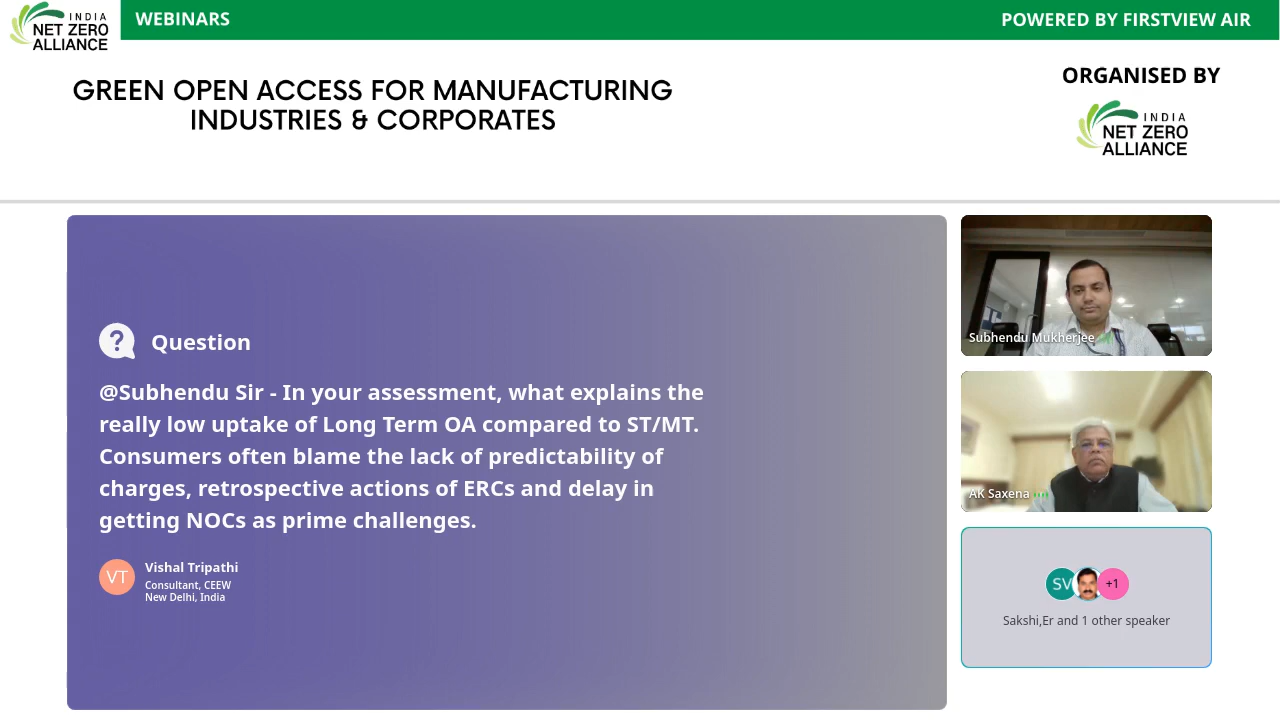 INDIA
NET ZERO
ALLIANCE
WEBINARS
POWERED BY FIRSTVIEW AIR
GREEN OPEN ACCESS FOR MANUFACTURING
INDUSTRIES & CORPORATES
ORGANISED BY
INDIA
NET ZERO
ALLIANCE
Question
@Subhendu Sir - In your assessment, what explains the
really low uptake of Long Term OA compared to ST/MT.
Consumers often blame the lack of predictability of
charges, retrospective actions of ERCs and delay in
getting NOCs as prime challenges.
VT
Vishal Tripathi
Consultant, CEEW
New Delhi, India
Subhendu Mukherjee
AK Saxena
SV
+1
Sakshi,Er and 1 other speaker